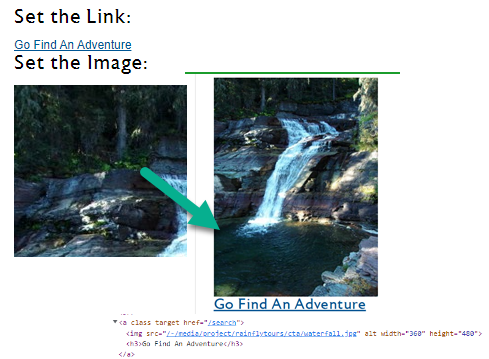 Set the Link:
Go Find An Adventure
Set the Image:
Go Find An Adventure
<a class target href="/search">
<img src="/-/media/project/rainflytours/cta/waterfall.jpg" alt width="360" height="480">
<h3>Go Find An Adventure</h3>
</a>